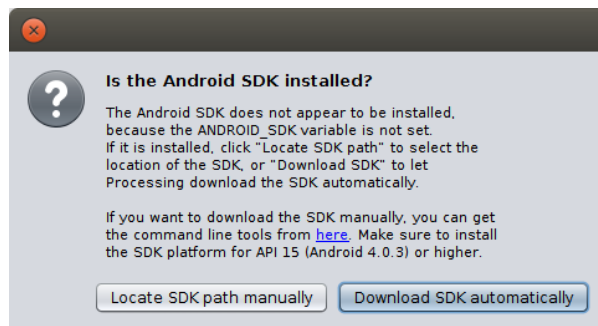 Is the Android SDK installed?
The Android SDK does not appear to be installed,
because the ANDROID_SDK variable is not set.
If it is installed, click "Locate SDK path" to select the
location of the SDK, or "Download SDK" to let
Processing download the SDK automatically.
If you want to download the SDK manually, you can get
the command line tools from here. Make sure to install
the SDK platform for API 15 (Android 4.0.3) or higher.
Locate SDK path manually
Download SDK automatically